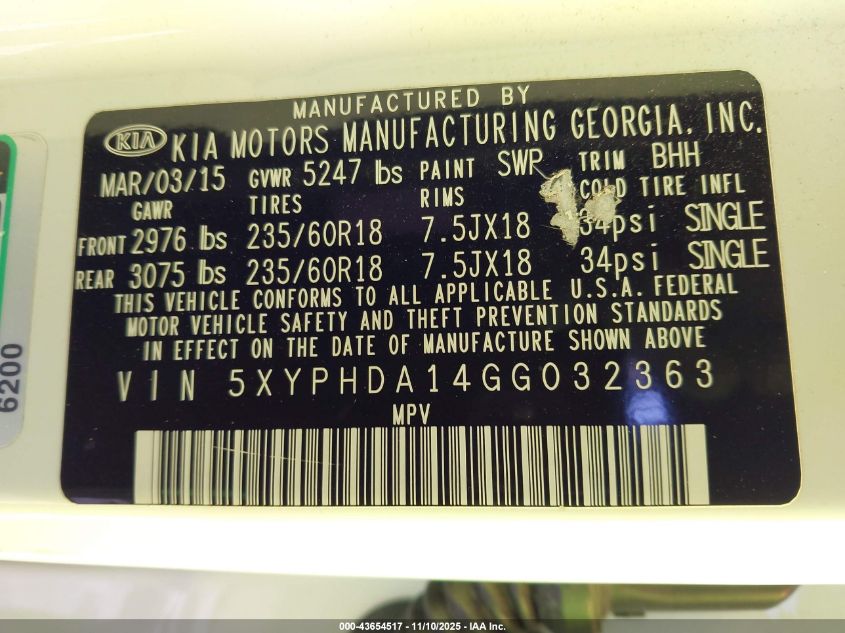 MANUFACTURED BY
KIA KIA MOTORS MANUFACTURING GEORGIA, INC.
MAR/03/15 GVWR 5247 lbs PAINT SWP TRIM BHH
GAWR TIRES RIMS COLD TIRE INFL
FRONT 2976 lbs 235/60R18 7.5JX18 34psi SINGLE
REAR 3075 lbs 235/60R18 7.5JX18 34psi SINGLE
THIS VEHICLE CONFORMS TO ALL APPLICABLE U.S.A. FEDERAL
MOTOR VEHICLE SAFETY AND THEFT PREVENTION STANDARDS
IN EFFECT ON THE DATE OF MANUFACTURE SHOWN ABOVE
VIN 5XYPHDA14GG032363
MPV
6200
000-43654517 - 11/10/2025 - IAA Inc.